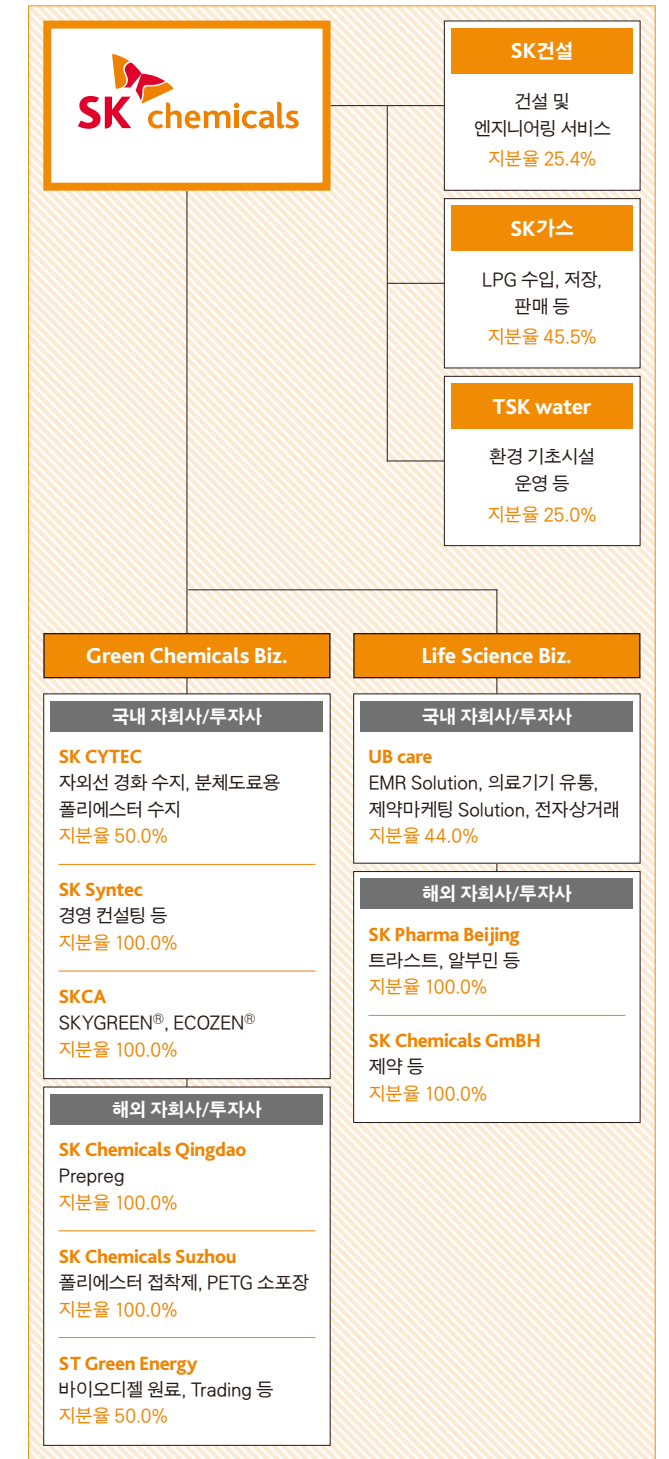 SK chemicals
SK건설
건설 및
엔지니어링 서비스
지분율 25.4%
SK가스
LPG 수입, 저장,
판매 등
지분율 45.5%
TSK water
환경 기초시설
운영 등
지분율 25.0%
Green Chemicals Biz.
국내 자회사/투자사
SK CYTEC
자외선 경화 수지, 분체도료용
폴리에스터 수지
지분율 50.0%
SK Syntec
경영 컨설팅 등
지분율 100.0%
SKCA
SKYGREEN®, ECOZEN®
지분율 100.0%
해외 자회사/투자사
SK Chemicals Qingdao
Prepreg
지분율 100.0%
SK Chemicals Suzhou
폴리에스터 접착제, PETG 소포장
지분율 100.0%
ST Green Energy
바이오디젤 원료, Trading 등
지분율 50.0%
Life Science Biz.
국내 자회사/투자사
UB care
EMR Solution, 의료기기 유통,
제약마케팅 Solution, 전자상거래
지분율 44.0%
해외 자회사/투자사
SK Pharma Beijing
트라스트, 알부민 등
지분율 100.0%
SK Chemicals GmBH
제약 등
지분율 100.0%